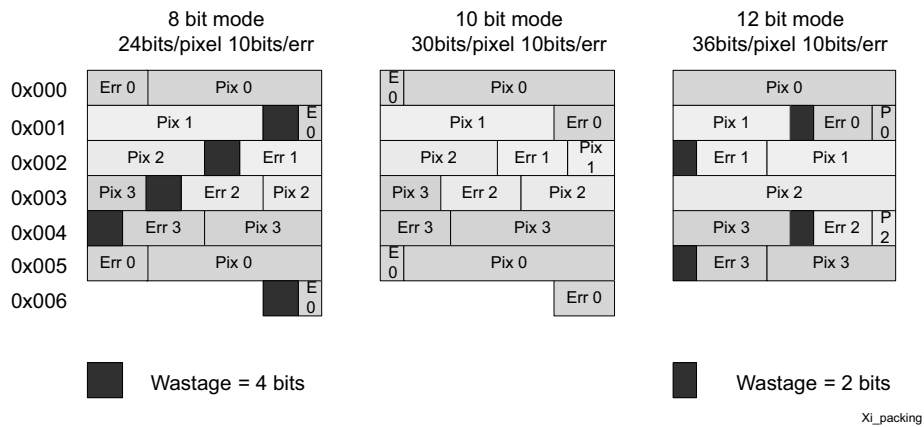 8 bit mode 10 bit mode 12 bit mode
24bits/pixel 10bits/err 30bits/pixel 10bits/err 36bits/pixel 10bits/err
0x000 Err 0 Pix 0 E 0 Pix 0 Pix 0
0x001 Pix 1 E 0 Pix 1 Err 0 Pix 1 Err 0 P 0
0x002 Pix 2 Err 1 Pix 2 Err 1 Pix 1 Err 1 Pix 1
0x003 Pix 3 Err 2 Pix 2 Pix 3 Err 2 Pix 2 Pix 2
0x004 Err 3 Pix 3 Err 3 Pix 3 Pix 3 Err 2 P 2
0x005 Err 0 Pix 0 E 0 Pix 0 Err 3 Pix 3
0x006 E 0 Err 0
Wastage = 4 bits Wastage = 2 bits
Xi_packing